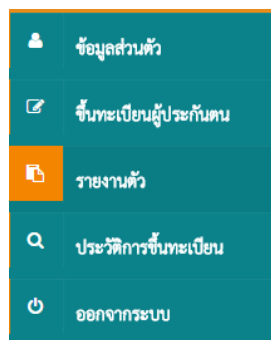 ข้อมูลส่วนตัว
ขึ้นทะเบียนผู้ประกันตน
รายงานตัว
ประวัติการขึ้นทะเบียน
ออกจากระบบ